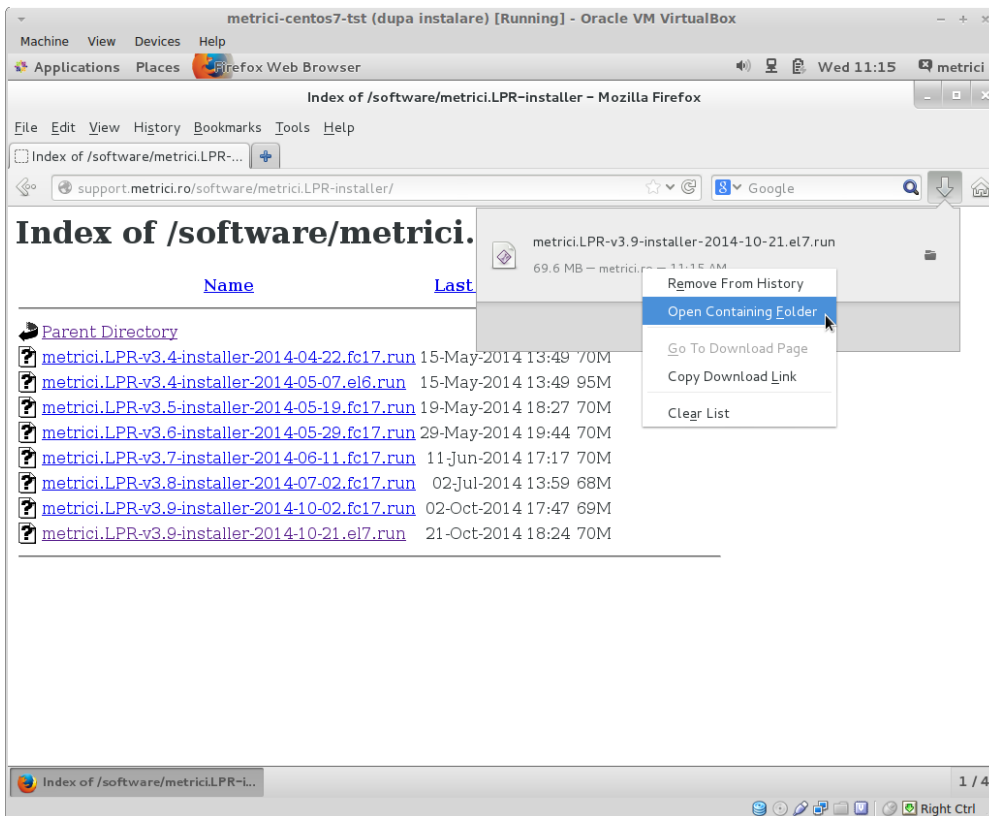 metrici-centos7-tst (dupa instalare) [Running] - Oracle VM VirtualBox
Machine View Devices Help
Applications Places Firefox Web Browser Wed 11:15 metrici
Index of /software/metrici.LPR-installer - Mozilla Firefox
File Edit View History Bookmarks Tools Help
Index of /software/metrici.LPR-...
support.metrici.ro/software/metrici.LPR-installer/ Google
Index of /software/metrici.
metrici.LPR-v3.9-installer-2014-10-21.el7.run
69.6 MB — metrici.ro — 11:15 AM
Remove From History
Open Containing Folder
Go To Download Page
Copy Download Link
Clear List
Name Last
Parent Directory
metrici.LPR-v3.4-installer-2014-04-22.fc17.run 15-May-2014 13:49 70M
metrici.LPR-v3.4-installer-2014-05-07.el6.run 15-May-2014 13:49 95M
metrici.LPR-v3.5-installer-2014-05-19.fc17.run 19-May-2014 18:27 70M
metrici.LPR-v3.6-installer-2014-05-29.fc17.run 29-May-2014 19:44 70M
metrici.LPR-v3.7-installer-2014-06-11.fc17.run 11-Jun-2014 17:17 70M
metrici.LPR-v3.8-installer-2014-07-02.fc17.run 02-Jul-2014 13:59 68M
metrici.LPR-v3.9-installer-2014-10-02.fc17.run 02-Oct-2014 17:47 69M
metrici.LPR-v3.9-installer-2014-10-21.el7.run 21-Oct-2014 18:24 70M
Index of /software/metrici.LPR-i... 1 / 4
Right Ctrl